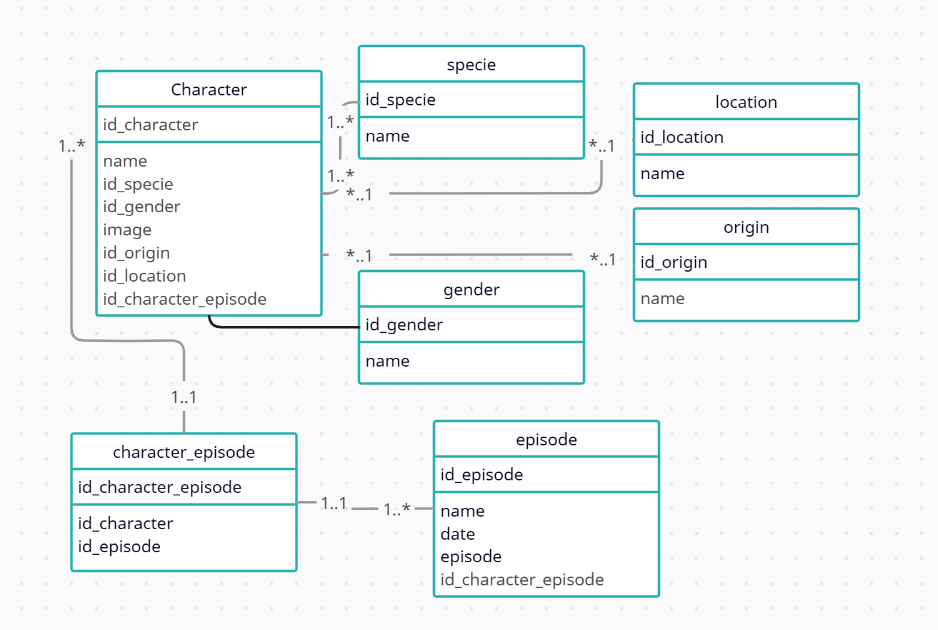 Character
id_character
name
id_specie
id_gender
image
id_origin
id_location
id_character_episode
specie
id_specie
name
location
id_location
name
origin
id_origin
name
gender
id_gender
name
character_episode
id_character_episode
id_character
id_episode
episode
id_episode
name
date
episode
id_character_episode
1..*
1..*
1..*
*..1
*..1
*..1
*..1
1..1
1..1
1..*